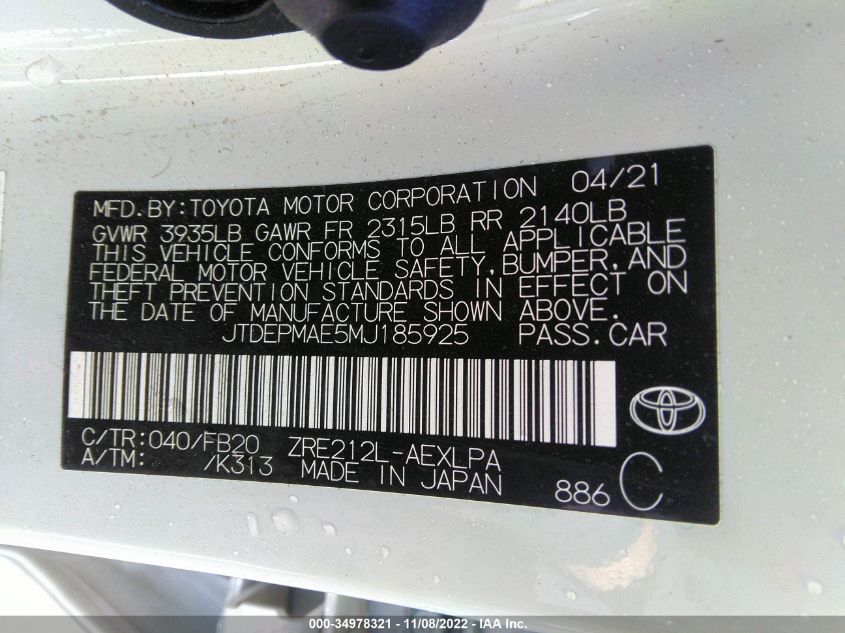 MFD.BY:TOYOTA MOTOR CORPORATION 04/21
GVWR 3935LB GAWR FR 2315LB RR 2140LB
THIS VEHICLE CONFORMS TO ALL APPLICABLE
FEDERAL MOTOR VEHICLE SAFETY,BUMPER,AND
THEFT PREVENTION STANDARDS IN EFFECT ON
THE DATE OF MANUFACTURE SHOWN ABOVE.
JTDEPMAE5MJ185925 PASS.CAR
C/TR:040/FB20 ZRE212L-AEXLPA
A/TM: /K313 MADE IN JAPAN
886 C
000-34978321 - 11/08/2022 - © IAA Inc.